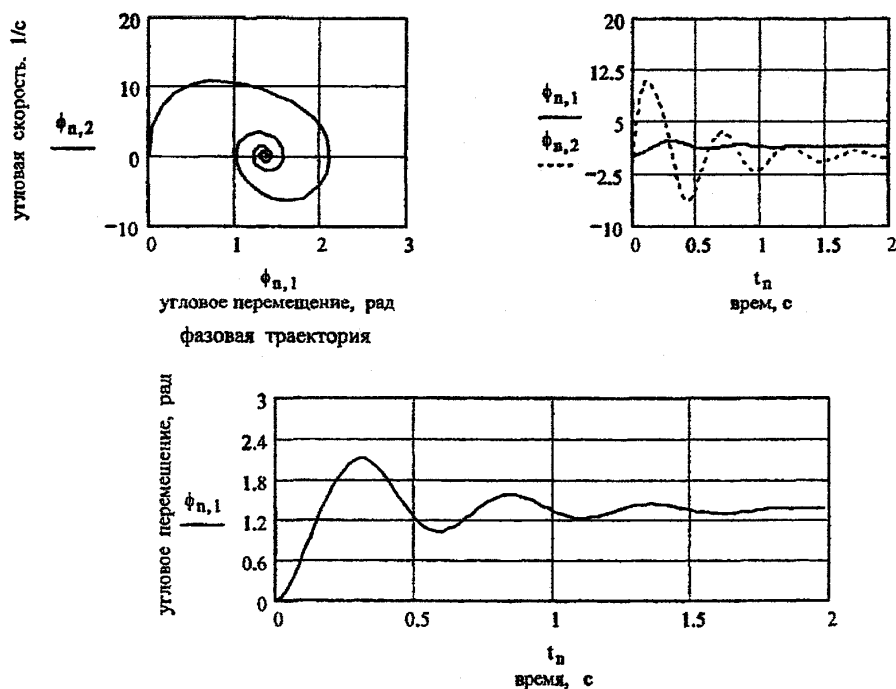 угловая скорость. 1/с
ϕn,2
20
10
0
−10
0
1
2
3
ϕn,1
угловое перемещение, рад
фазовая траектория
ϕn,1
ϕn,2
20
12.5
5
−2.5
−10
0
0.5
1
1.5
2
tn
врем, с
угловое перемещение, рад
ϕn,1
3
2.4
1.8
1.2
0.6
0
0
0.5
1
1.5
2
tn
время, с